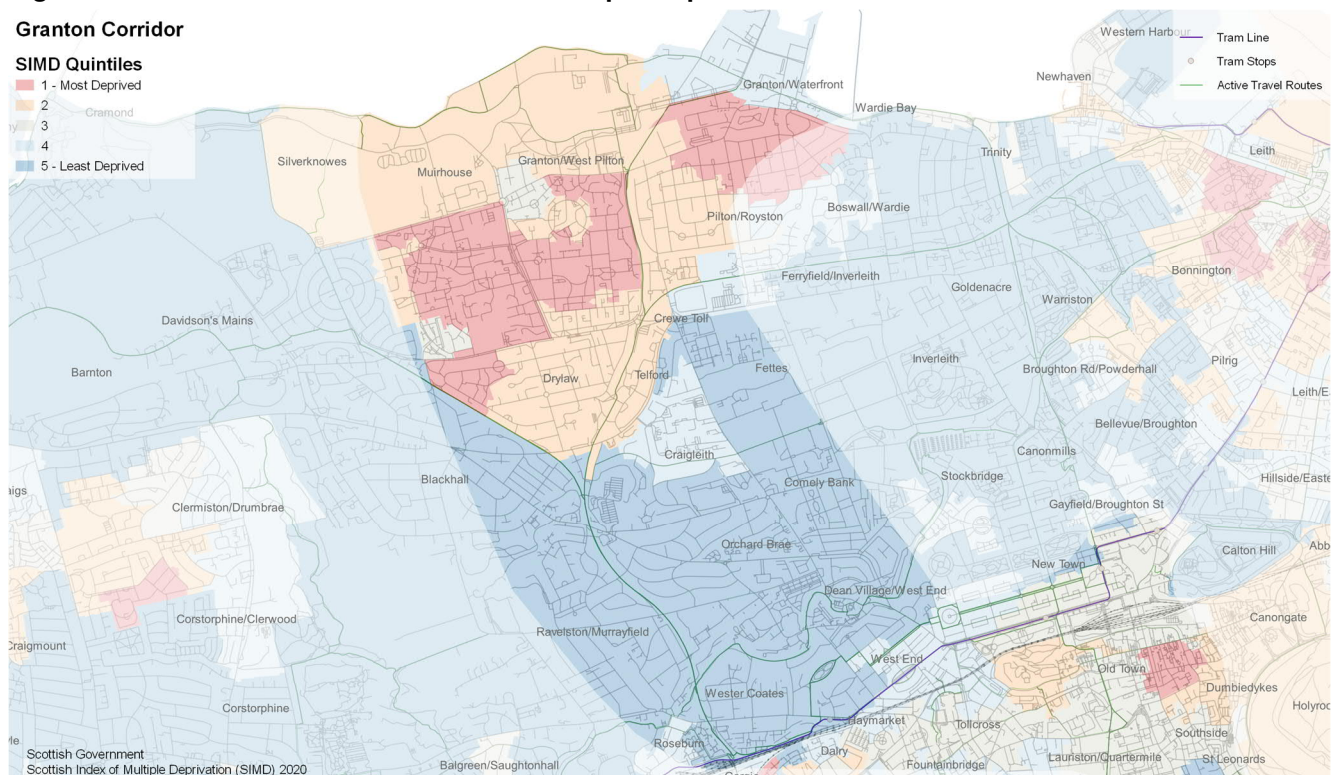 Granton Corridor
SIMD Quintiles
1 - Most Deprived
2
3
4
5 - Least Deprived
Tram Line
Tram Stops
Active Travel Routes
Western Harbour
Newhaven
Granton/Waterfront
Wardie Bay
Cramond
Leith
Trinity
Silverknowes
Granton/West Pilton
Muirhouse
Boswall/Wardie
Pilton/Royston
Bonnington
Ferryfield/Inverleith
Goldenacre
Warriston
Davidson's Mains
Crewe Toll
Inverleith
Pilrig
Barnton
Drylaw
Telford
Fettes
Broughton Rd/Powderhall
Leith/E
Bellevue/Broughton
Craigleith
Canonmills
Blackhall
Comely Bank
Stockbridge
Hillside/Easte
aigs
Clermiston/Drumbrae
Gayfield/Broughton St
Orchard Brae
Calton Hill
Abb
New Town
Dean Village/West End
Corstorphine/Clerwood
Canongate
Ravelston/Murrayfield
Craigmount
West End
Old Town
Wester Coates
Dumbiedykes
Corstorphine
Holyroo
Haymarket
Tollcross
Southside
Roseburn
Dalry
Balgreen/Saughtonhall
Fountainbridge
Lauriston/Quartermile
St Leonards
Scottish Government
Scottish Index of Multiple Deprivation (SIMD) 2020